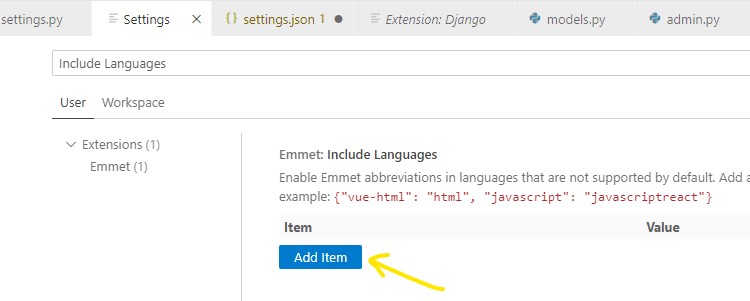 settings.py
Settings
settings.json 1
Extension: Django
models.py
admin.py
Include Languages
User
Workspace
Extensions (1)
Emmet (1)
Emmet: Include Languages
Enable Emmet abbreviations in languages that are not supported by default. Add a
example: {"vue-html": "html", "javascript": "javascriptreact"}
Item Value
Add Item